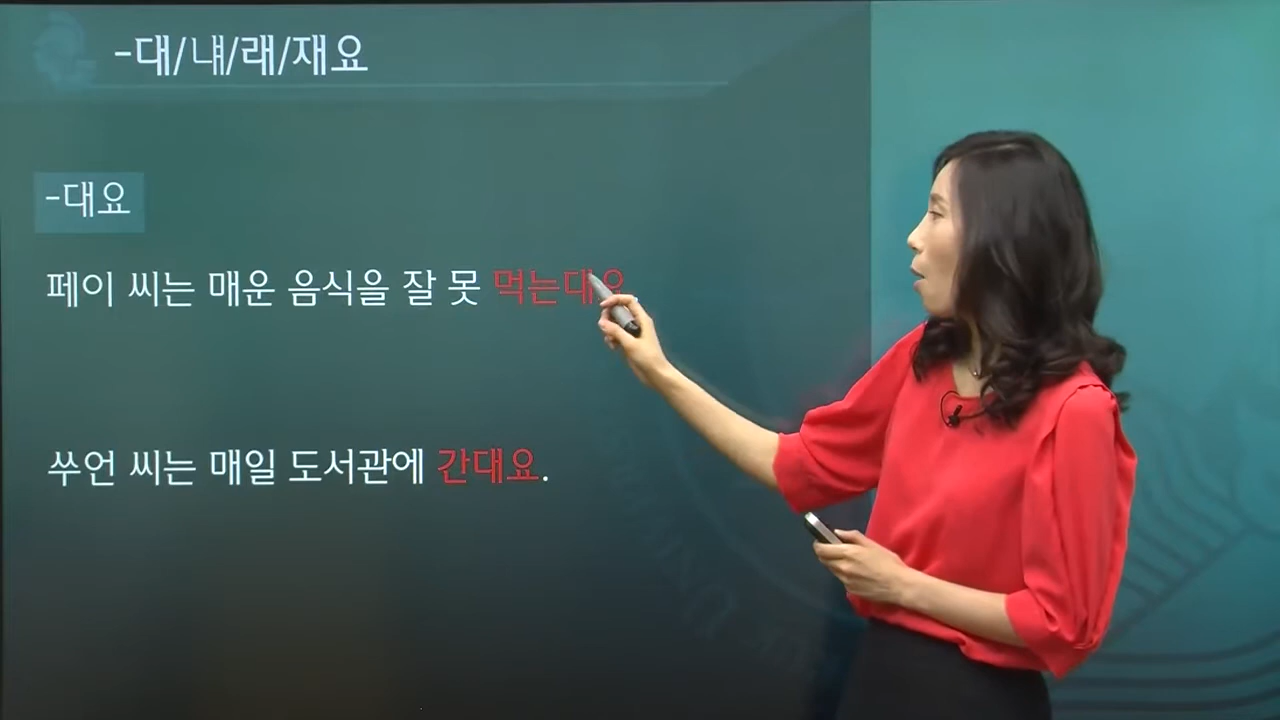 -대/냬/래/재요
-대요
페이 씨는 매운 음식을 잘 못 먹는대요
쑤언 씨는 매일 도서관에 간대요.